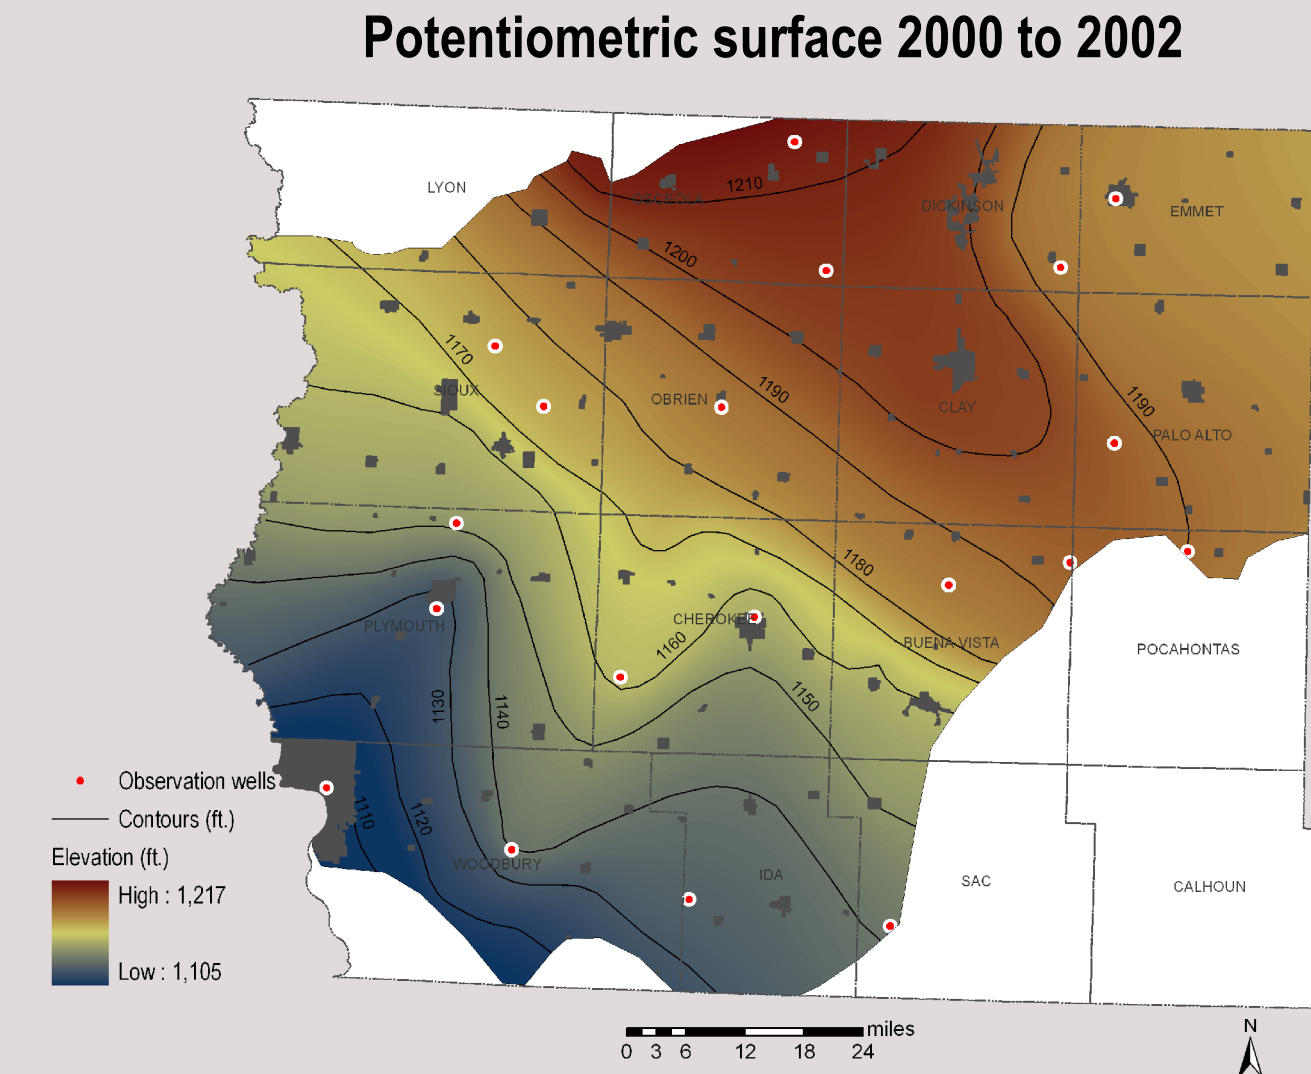 Potentiometric surface 2000 to 2002
LYON
OSCEOLA
1210
DICKINSON
EMMET
1200
1170
SIOUX
OBRIEN
1190
CLAY
1190
PALO ALTO
1180
CHEROKEE
PLYMOUTH
1160
BUENA VISTA
POCAHONTAS
1130
1140
1150
1110
1120
WOODBURY
IDA
SAC
CALHOUN
Observation wells
Contours (ft.)
Elevation (ft.)
High : 1,217
Low : 1,105
miles
0 3 6 12 18 24
N